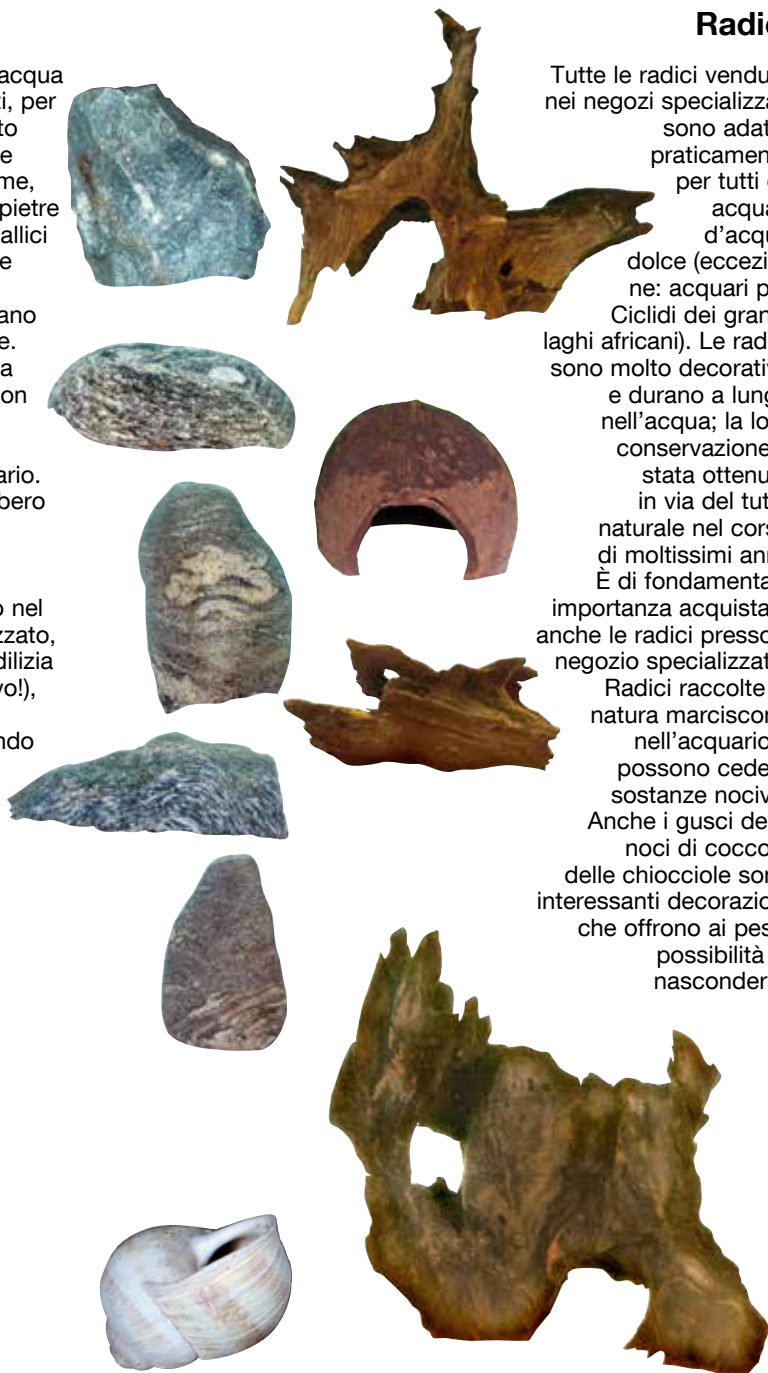 acqua
i, per
to
e
me,
pietre
allici
e
ano
e.
a
on
ario.
bero
o nel
zzato,
dilizia
vo!),
ndo
Radic
Tutte le radici vendu
nei negozi specializza
sono adat
praticamen
per tutti
acqua
d'acqu
dolce (eccezi
ne: acquari p
Ciclidi dei gran
laghi africani). Le rad
sono molto decorativ
e durano a lung
nell'acqua; la lo
conservazione
stata ottenu
in via del tut
naturale nel cors
di moltissimi ann
È di fondamenta
importanza acquista
anche le radici presso
negozio specializzat
Radici raccolte
natura marciscon
nell'acquario
possono cede
sostanze nociv
Anche i gusci de
noci di cocco
delle chiocciole son
interessanti decorazio
che offrono ai pes
possibilità
nasconder